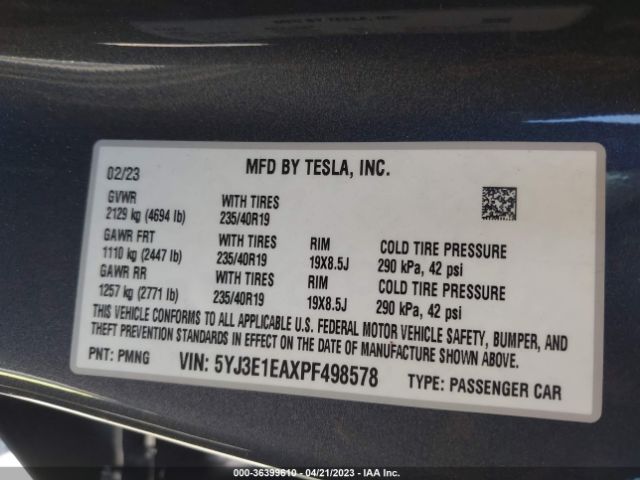 MFD BY TESLA, INC.
02/23
GVWR
2129 kg (4694 lb)
WITH TIRES
235/40R19
GAWR FRT
1110 kg (2447 lb)
WITH TIRES
235/40R19
RIM
19X8.5J
COLD TIRE PRESSURE
290 kPa, 42 psi
GAWR RR
1257 kg (2771 lb)
WITH TIRES
235/40R19
RIM
19X8.5J
COLD TIRE PRESSURE
290 kPa, 42 psi
THIS VEHICLE CONFORMS TO ALL APPLICABLE U.S. FEDERAL MOTOR VEHICLE SAFETY, BUMPER, AND
THEFT PREVENTION STANDARDS IN EFFECT ON THE DATE OF MANUFACTURE SHOWN ABOVE.
PNT: PMNG
VIN: 5YJ3E1EAXPF498578
TYPE: PASSENGER CAR
000-36399610 - 04/21/2023 - IAA Inc.